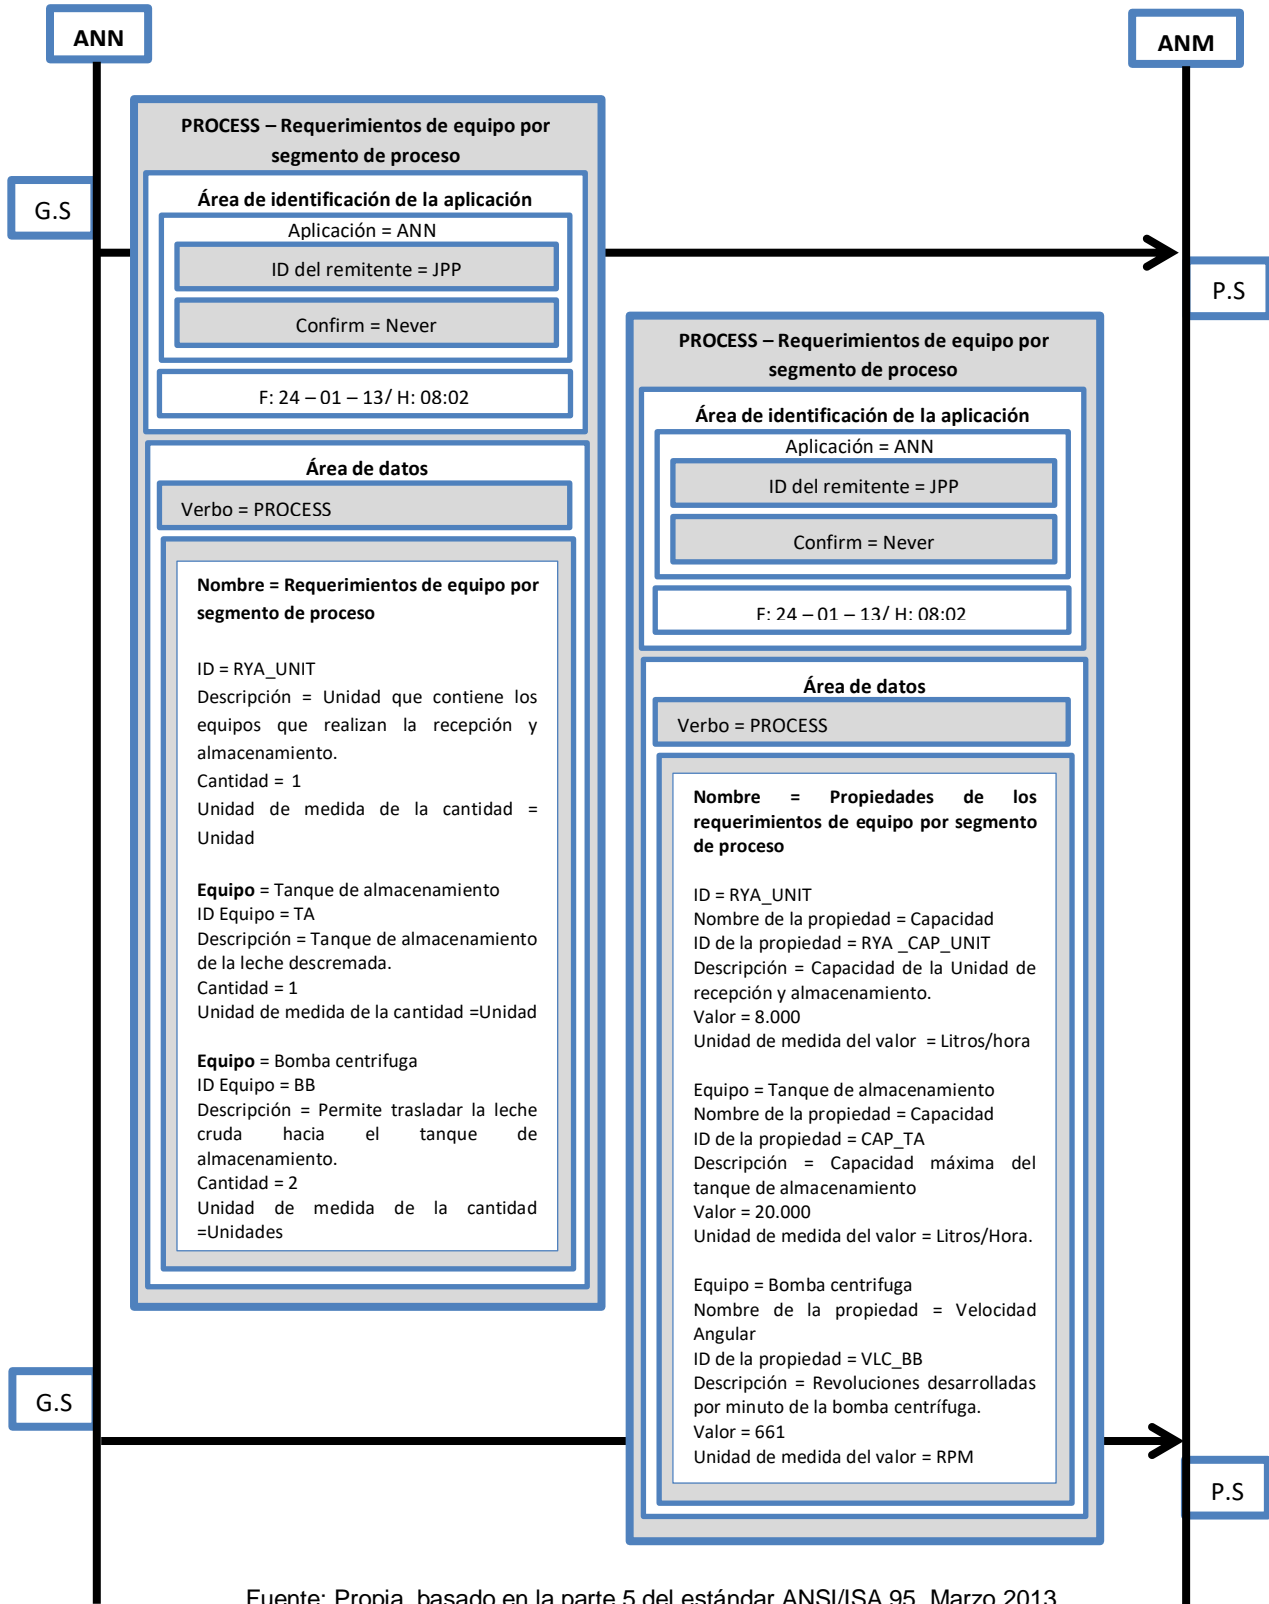 ANN
ANM
PROCESS – Requerimientos de equipo por
segmento de proceso
Área de identificación de la aplicación
G.S
Aplicación = ANN
ID del remitente = JPP
Confirm = Never
F: 24 – 01 – 13/ H: 08:02
Área de datos
Verbo = PROCESS
Nombre = Requerimientos de equipo por
segmento de proceso
ID = RYA_UNIT
Descripción = Unidad que contiene los
equipos que realizan la recepción y
almacenamiento.
Cantidad = 1
Unidad de medida de la cantidad =
Unidad
Equipo = Tanque de almacenamiento
ID Equipo = TA
Descripción = Tanque de almacenamiento
de la leche descremada.
Cantidad = 1
Unidad de medida de la cantidad =Unidad
Equipo = Bomba centrifuga
ID Equipo = BB
Descripción = Permite trasladar la leche
cruda hacia el tanque de
almacenamiento.
Cantidad = 2
Unidad de medida de la cantidad
=Unidades
P.S
PROCESS – Requerimientos de equipo por
segmento de proceso
Área de identificación de la aplicación
Aplicación = ANN
ID del remitente = JPP
Confirm = Never
F: 24 – 01 – 13/ H: 08:02
Área de datos
Verbo = PROCESS
Nombre = Propiedades de los
requerimientos de equipo por segmento
de proceso
ID = RYA_UNIT
Nombre de la propiedad = Capacidad
ID de la propiedad = RYA _CAP_UNIT
Descripción = Capacidad de la Unidad de
recepción y almacenamiento.
Valor = 8.000
Unidad de medida del valor = Litros/hora
Equipo = Tanque de almacenamiento
Nombre de la propiedad = Capacidad
ID de la propiedad = CAP_TA
Descripción = Capacidad máxima del
tanque de almacenamiento
Valor = 20.000
Unidad de medida del valor = Litros/Hora.
Equipo = Bomba centrifuga
Nombre de la propiedad = Velocidad
Angular
ID de la propiedad = VLC_BB
Descripción = Revoluciones desarrolladas
por minuto de la bomba centrífuga.
Valor = 661
Unidad de medida del valor = RPM
G.S
P.S
Fuente: Propia, basado en la parte 5 del estándar ANSI/ISA 95, Marzo 2013